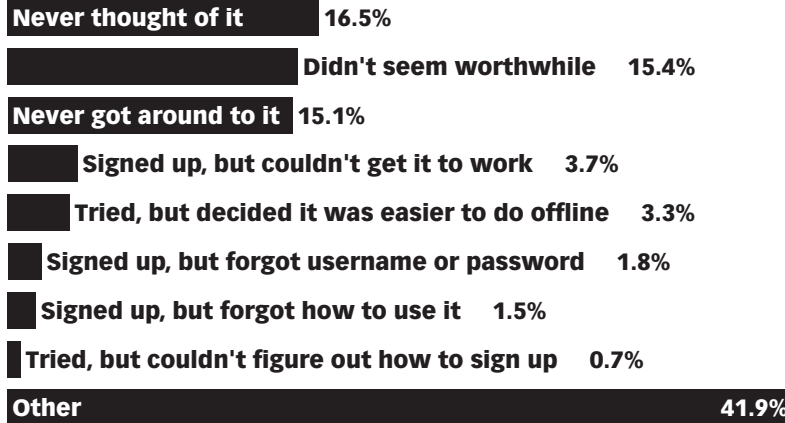 Never thought of it 16.5%
Didn't seem worthwhile 15.4%
Never got around to it 15.1%
Signed up, but couldn't get it to work 3.7%
Tried, but decided it was easier to do offline 3.3%
Signed up, but forgot username or password 1.8%
Signed up, but forgot how to use it 1.5%
Tried, but couldn't figure out how to sign up 0.7%
Other 41.9%